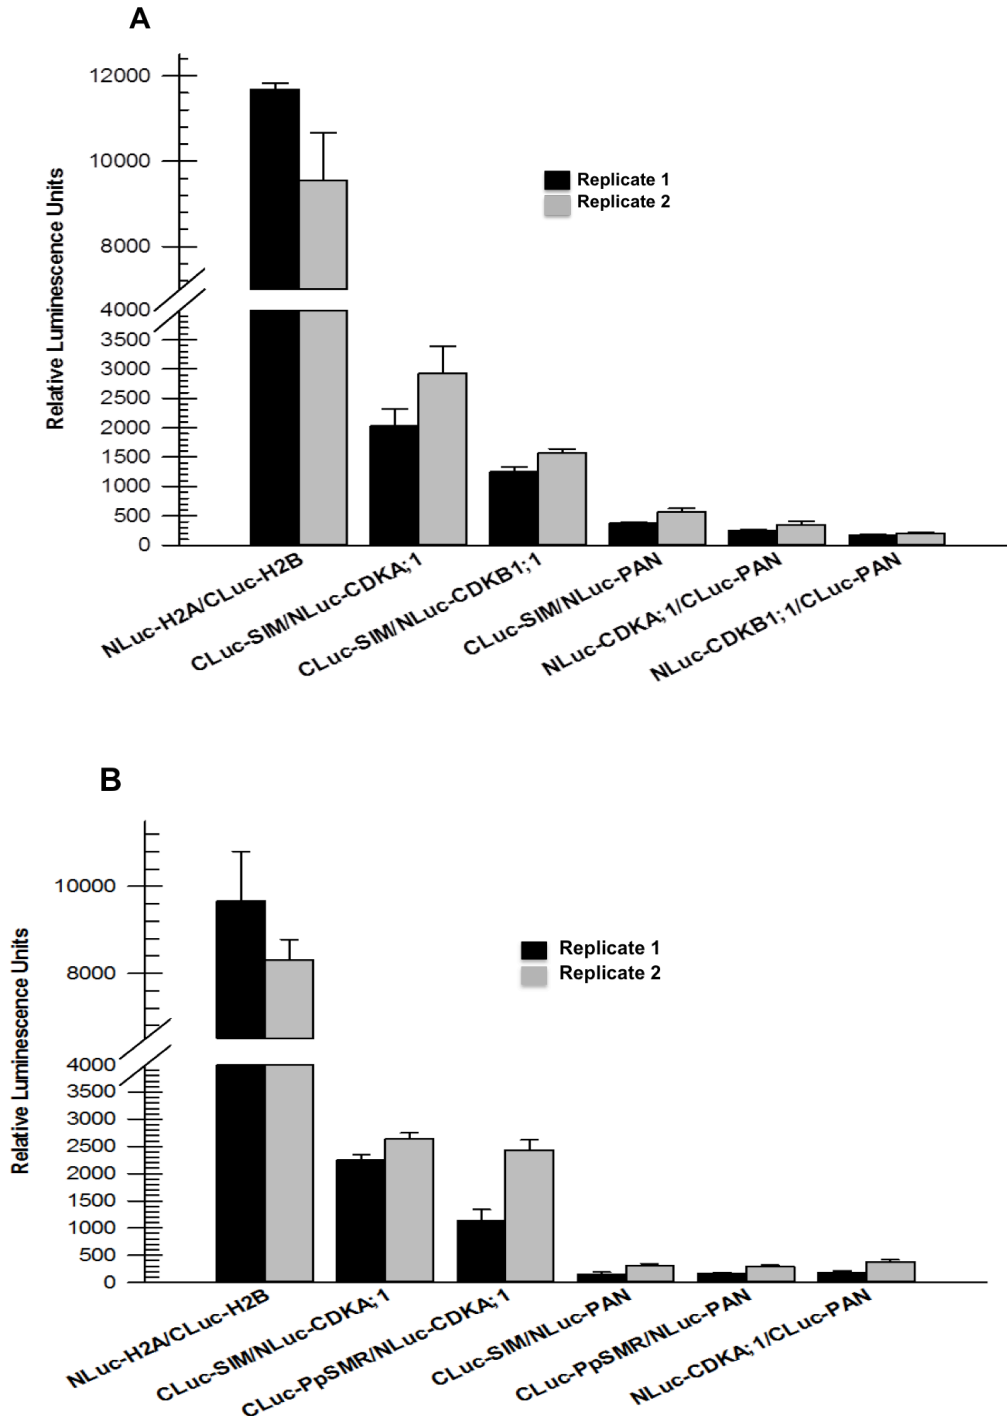 A
Relative Luminescence Units
12000
10000
8000
4000
3500
3000
2500
2000
1500
1000
500
0
Replicate 1
Replicate 2
NLuc-H2A/CLuc-H2B
CLuc-SIM/NLuc-CDKA;1
CLuc-SIM/NLuc-CDKB1;1
CLuc-SIM/NLuc-PAN
NLuc-CDKA;1/CLuc-PAN
NLuc-CDKB1;1/CLuc-PAN
B
Relative Luminescence Units
10000
8000
4000
3500
3000
2500
2000
1500
1000
500
0
Replicate 1
Replicate 2
NLuc-H2A/CLuc-H2B
CLuc-SIM/NLuc-CDKA;1
CLuc-PpSMR/NLuc-CDKA;1
CLuc-SIM/NLuc-PAN
CLuc-PpSMR/NLuc-PAN
NLuc-CDKA;1/CLuc-PAN